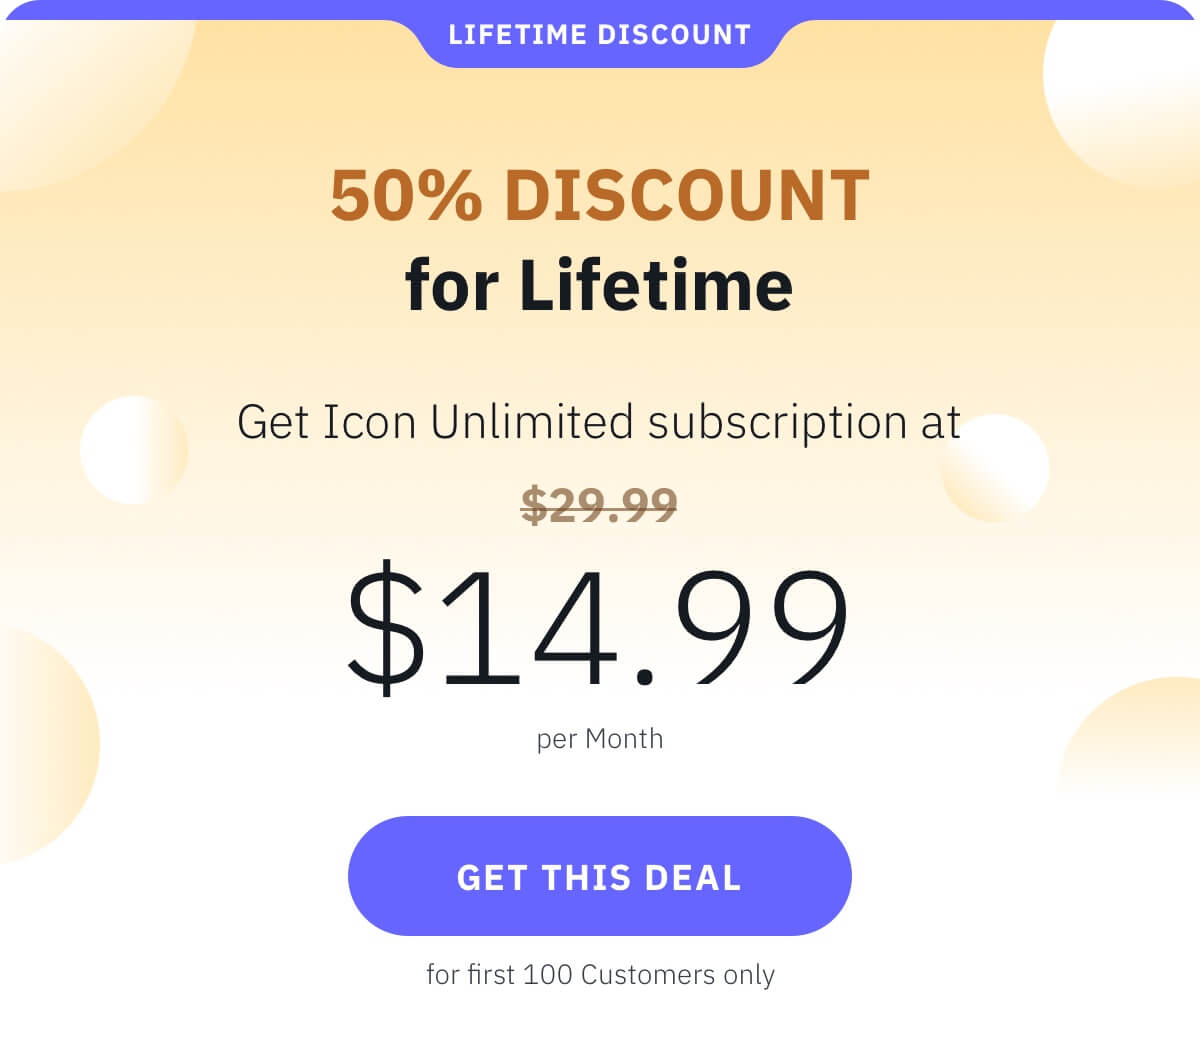 LIFETIME DISCOUNT
50% DISCOUNT
for Lifetime
Get Icon Unlimited subscription at
$29.99
$14.99
per Month
GET THIS DEAL
for first 100 Customers only